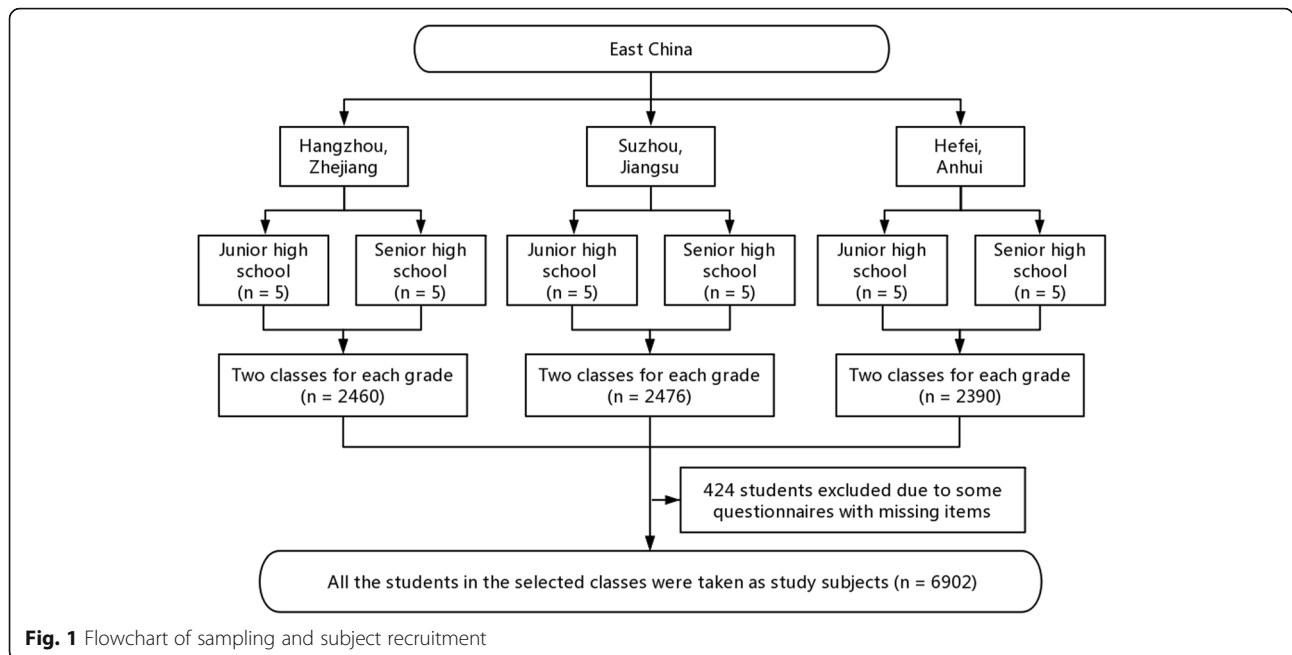 East China
Hangzhou,
Zhejiang
Suzhou,
Jiangsu
Hefei,
Anhui
Junior high
school
(n = 5)
Senior high
school
(n = 5)
Junior high
school
(n = 5)
Senior high
school
(n = 5)
Junior high
school
(n = 5)
Senior high
school
(n = 5)
Two classes for each grade
(n = 2460)
Two classes for each grade
(n = 2476)
Two classes for each grade
(n = 2390)
424 students excluded due to some
questionnaires with missing items
All the students in the selected classes were taken as study subjects (n = 6902)
Fig. 1 Flowchart of sampling and subject recruitment